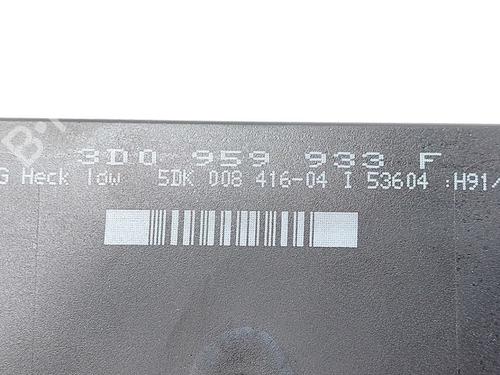 3D0 959 933 F
G Heck low 5DK 008 416-04 I 53604 :H91/